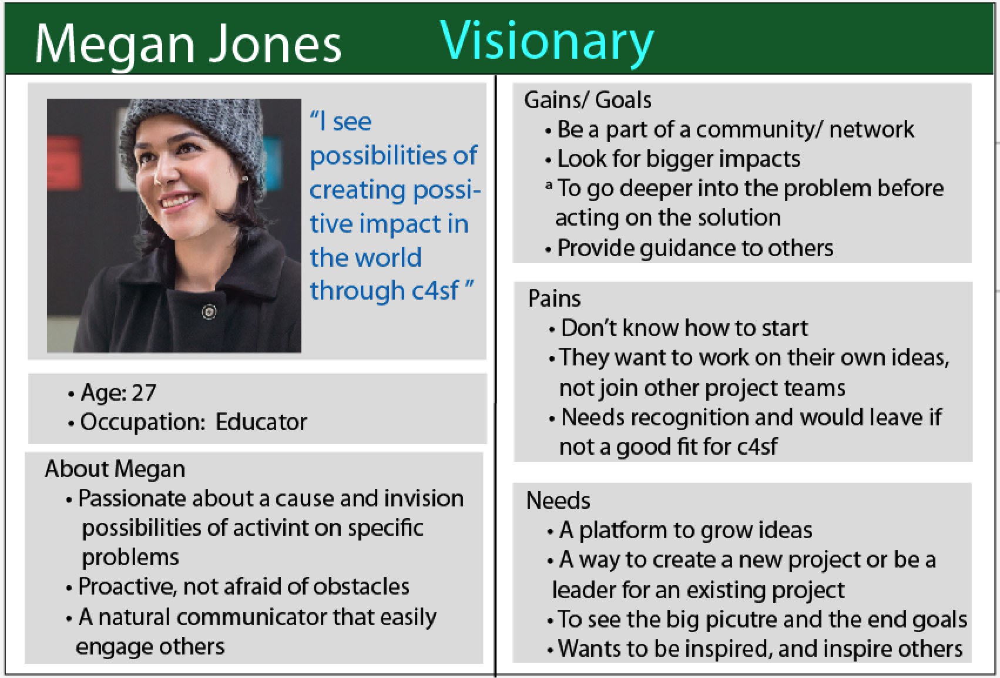 Megan Jones Visionary
“I see
possibilities of
creating possi-
tive impact in
the world
through c4sf ”
• Age: 27
• Occupation:  Educator
About Megan
• Passionate about a cause and invision
possibilities of activint on specific
problems
• Proactive, not afraid of obstacles
• A natural communicator that easily
engage others
Gains/ Goals
• Be a part of a community/ network
• Look for bigger impacts
ª To go deeper into the problem before
acting on the solution
• Provide guidance to others
Pains
• Don’t know how to start
• They want to work on their own ideas,
not join other project teams
• Needs recognition and would leave if
not a good fit for c4sf
Needs
• A platform to grow ideas
• A way to create a new project or be a
leader for an existing project
• To see the big picutre and the end goals
• Wants to be inspired, and inspire others